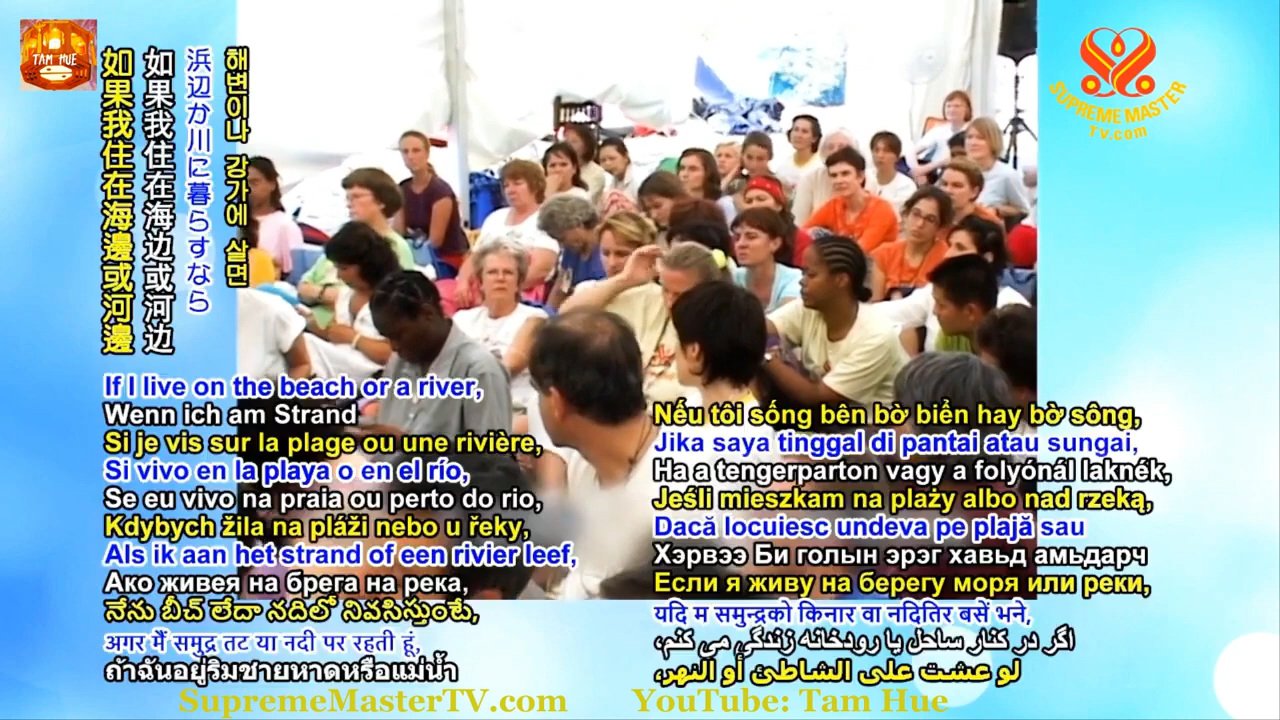 TAM HUE
SUPREME MASTER
TV.com
해변이나 강가에 살면
浜辺か川に暮らすなら
如果我住在海边或河边
如果我住在海邊或河邊
If I live on the beach or a river,
Wenn ich am Strand
Si je vis sur la plage ou une rivière,
Si vivo en la playa o en el río,
Se eu vivo na praia ou perto do rio,
Kdybych žila na pláži nebo u řeky,
Als ik aan het strand of een rivier leef,
Ако живея на брега на река,
నేను బీచ్ లేదా నదిలో నివసిస్తుంటే,
अगर मैं समुद्र तट या नदी पर रहती हूं,
ถ้าฉันอยู่ริมชายหาดหรือแม่น้ำ
Nếu tôi sống bên bờ biển hay bờ sông,
Jika saya tinggal di pantai atau sungai,
Ha a tengerparton vagy a folyónál laknék,
Jeśli mieszkam na plaży albo nad rzeką,
Dacă locuiesc undeva pe plajă sau
Хэрвээ Би голын эрэг хавьд амьдарч
Если я живу на берегу моря или реки,
यदि म समुन्द्रको किनार वा नदितिर बसें भने,
اگر در کنار ساحل یا رودخانه زندگی می کنم،
لو عشت على الشاطئ أو النهر،
SupremeMasterTV.com
YouTube: Tam Hue